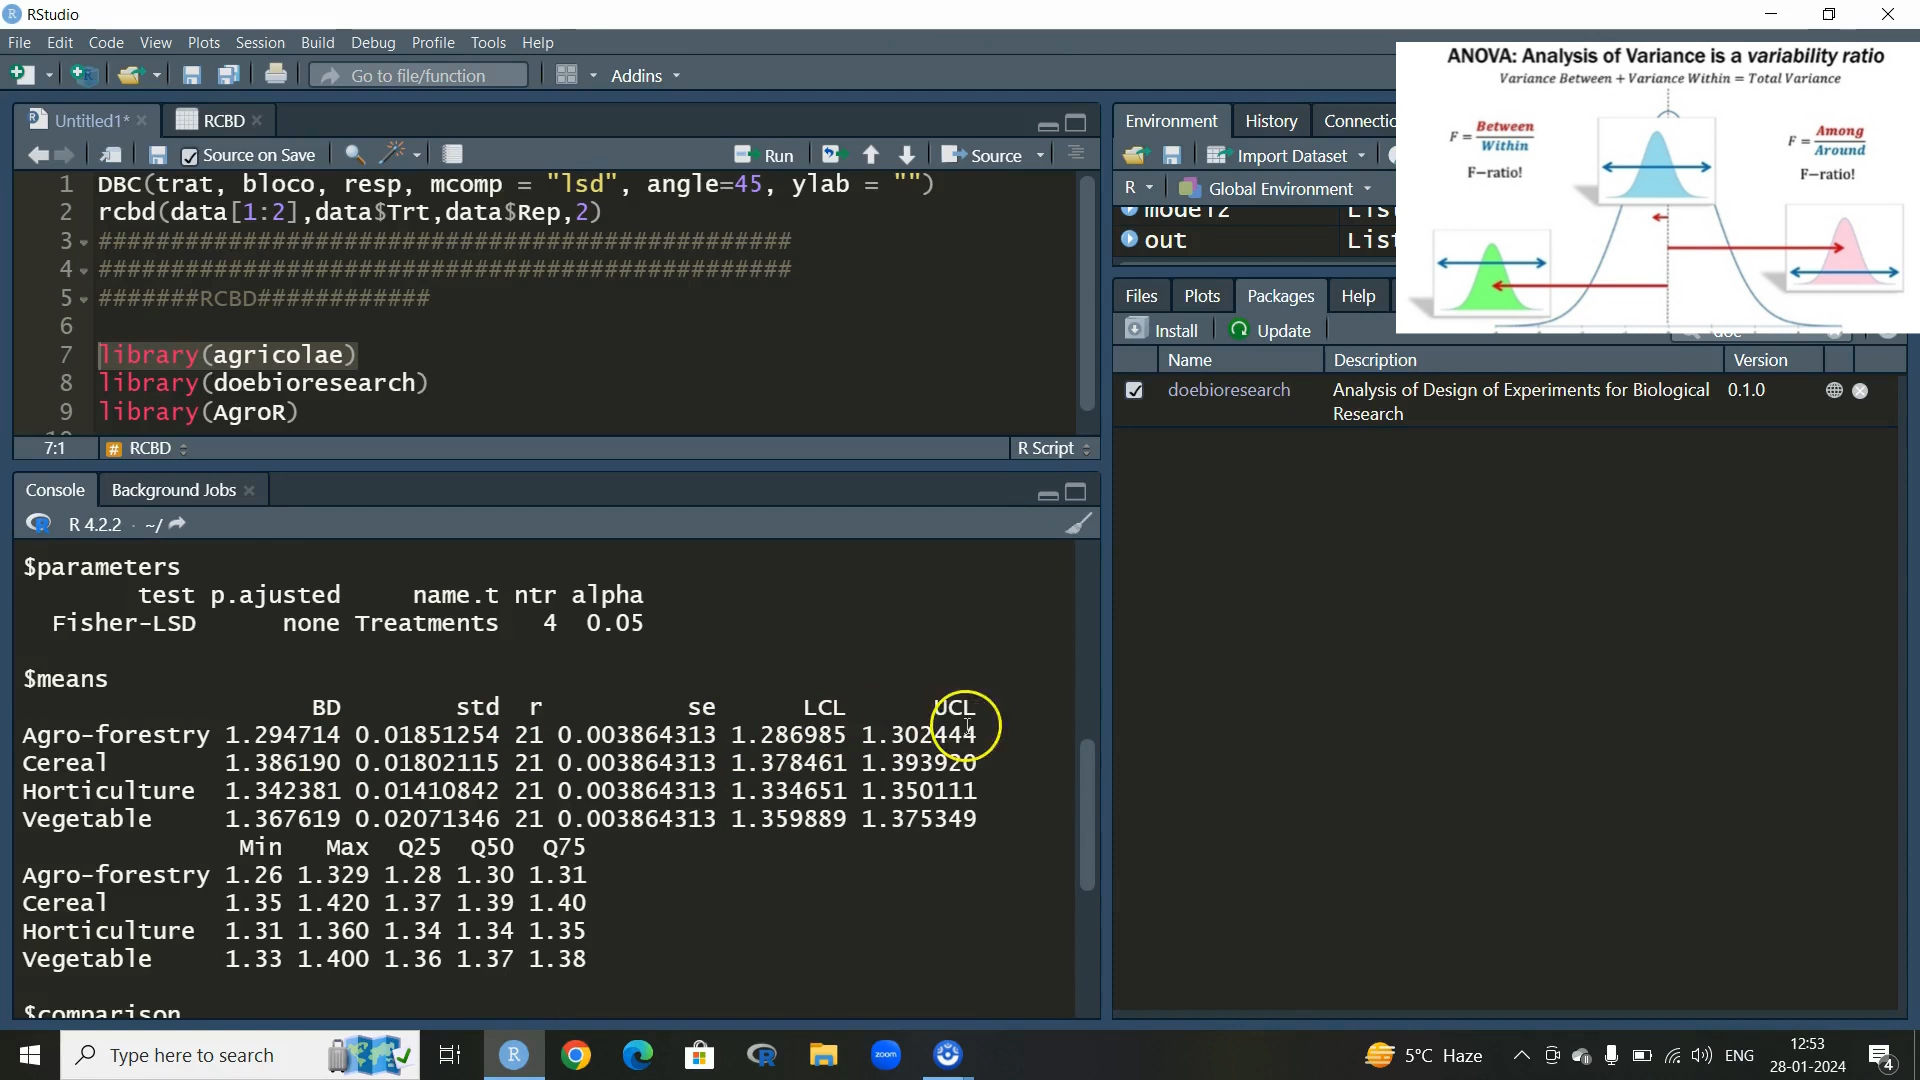 RStudio
File Edit Code View Plots Session Build Debug Profile Tools Help
Go to file/function Addins
Untitled1* RCBD
Source on Save Run Source
1 DBC(trat, bloco, resp, mcomp = "lsd", angle=45, ylab = "")
2 rcbd(data[1:2],data$Trt,data$Rep,2)
3 ################################################
4 ################################################
5 #######RCBD############
6
7 library(agricolae)
8 library(doebioresearch)
9 library(AgroR)
7:1 RCBD R Script
Console Background Jobs
R 4.2.2 · ~/
$parameters
test p.ajusted name.t ntr alpha
Fisher-LSD none Treatments 4 0.05
$means
BD std r se LCL UCL
Agro-forestry 1.294714 0.01851254 21 0.003864313 1.286985 1.302444
Cereal 1.386190 0.01802115 21 0.003864313 1.378461 1.393920
Horticulture 1.342381 0.01410842 21 0.003864313 1.334651 1.350111
Vegetable 1.367619 0.02071346 21 0.003864313 1.359889 1.375349
Min Max Q25 Q50 Q75
Agro-forestry 1.26 1.329 1.28 1.30 1.31
Cereal 1.35 1.420 1.37 1.39 1.40
Horticulture 1.31 1.360 1.34 1.34 1.35
Vegetable 1.33 1.400 1.36 1.37 1.38
$comparison
Environment History Connectio
Import Dataset
R Global Environment
model2 List
out List
Files Plots Packages Help
Install Update
Name Description Version
doebioresearch Analysis of Design of Experiments for Biological Research 0.1.0
ANOVA: Analysis of Variance is a variability ratio
Variance Between + Variance Within = Total Variance
F = Between / Within
F-ratio!
F = Among / Around
F-ratio!
Type here to search
zoom
5°C Haze
ENG
12:53
28-01-2024
4